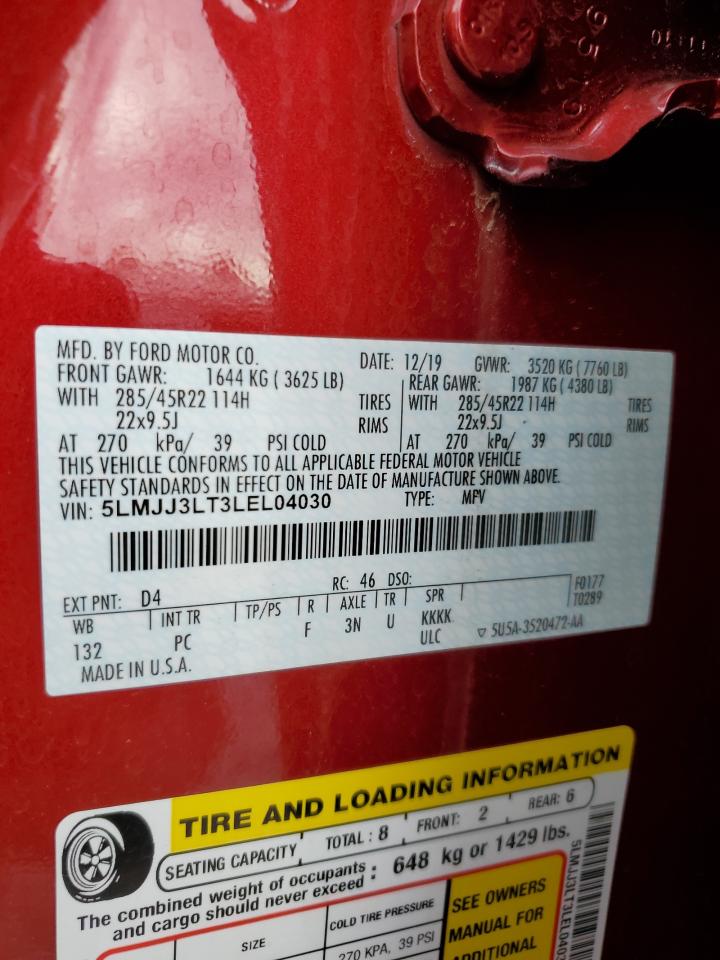 9519
11:10
MFD. BY FORD MOTOR CO. DATE: 12/19 GVWR: 3520 KG ( 7760 LB)
FRONT GAWR: 1644 KG ( 3625 LB) REAR GAWR: 1987 KG ( 4380 LB)
WITH 285/45R22 114H TIRES WITH 285/45R22 114H TIRES
22x9.5J RIMS 22x9.5J RIMS
AT 270 kPa/ 39 PSI COLD AT 270 kPa/ 39 PSI COLD
THIS VEHICLE CONFORMS TO ALL APPLICABLE FEDERAL MOTOR VEHICLE
SAFETY STANDARDS IN EFFECT ON THE DATE OF MANUFACTURE SHOWN ABOVE.
VIN: 5LMJJ3LT3LEL04030 TYPE: MPV
EXT PNT: D4 RC: 46 DSO: F0177
WB INT TR TP/PS R AXLE TR SPR T0289
132 PC F 3N U KKKK
ULC ▽ 5U5A-3520472-AA
MADE IN U.S.A.
TIRE AND LOADING INFORMATION
SEATING CAPACITY TOTAL : 8 FRONT: 2 REAR: 6
The combined weight of occupants and cargo should never exceed : 648 kg or 1429 lbs.
SIZE COLD TIRE PRESSURE SEE OWNERS
270 KPA, 39 PSI MANUAL FOR
ADDITIONAL
5LMJJ3LT3LEL0403